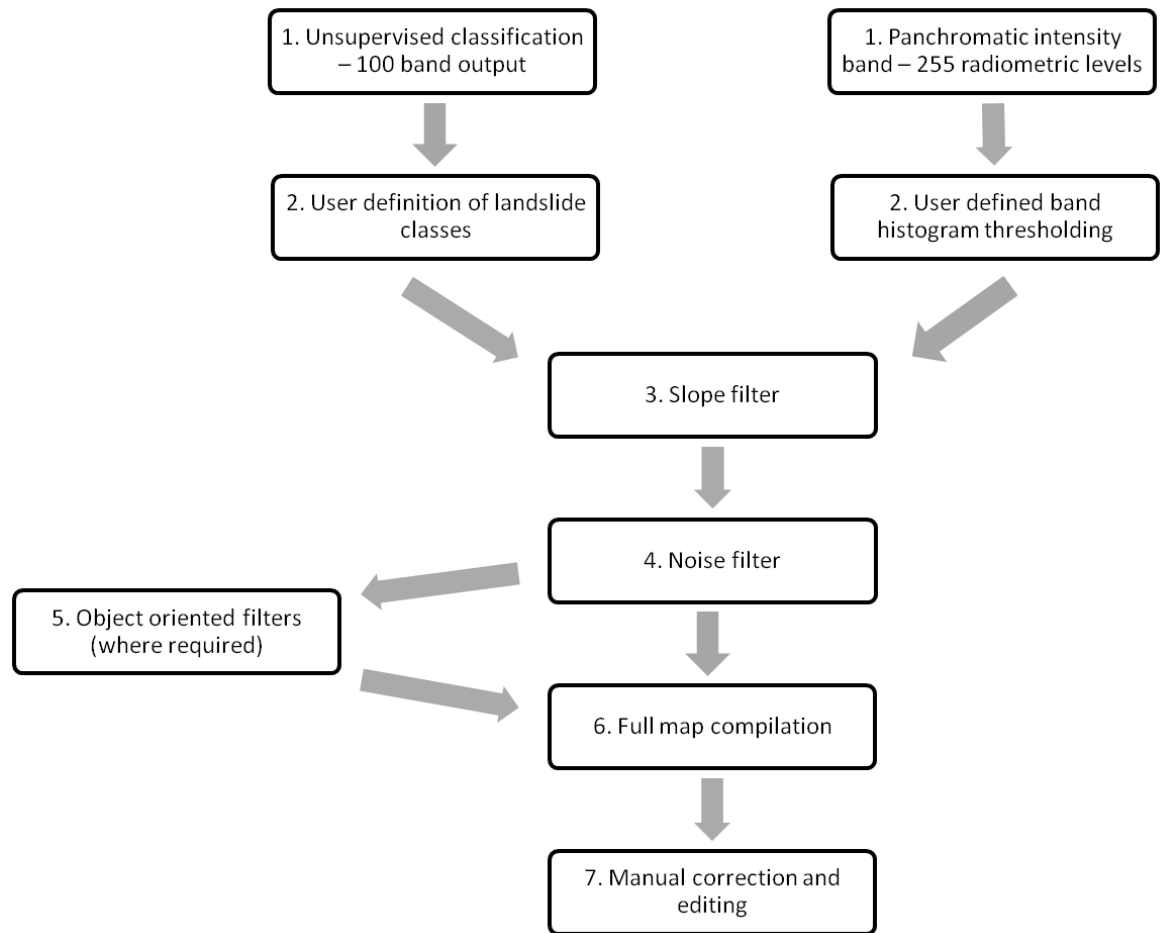 1. Unsupervised classification
– 100 band output
1. Panchromatic intensity
band – 255 radiometric levels
2. User definition of landslide
classes
2. User defined band
histogram thresholding
3. Slope filter
4. Noise filter
5. Object oriented filters
(where required)
6. Full map compilation
7. Manual correction and
editing